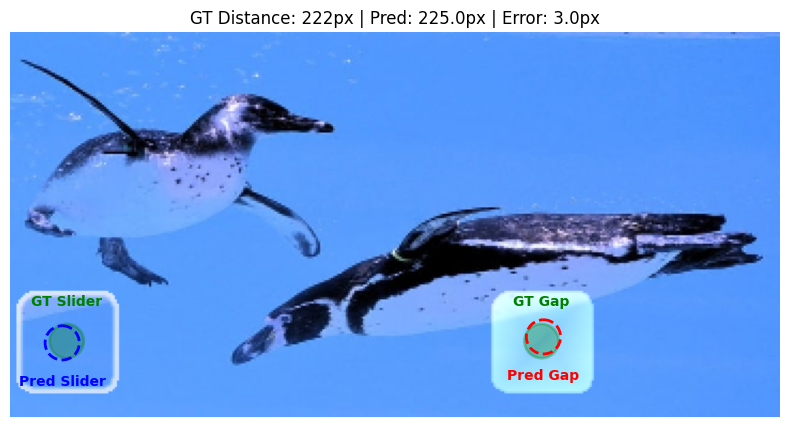 GT Distance: 222px | Pred: 225.0px | Error: 3.0px
GT Slider
GT Gap
Pred Slider
Pred Gap